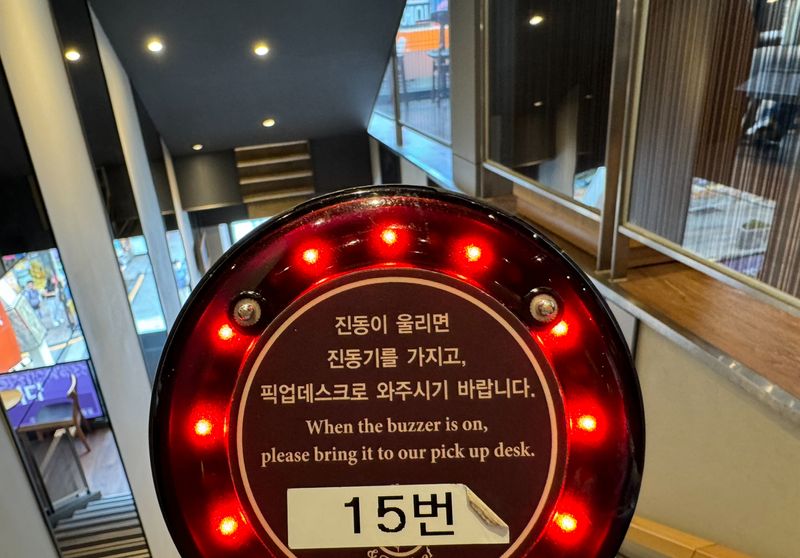 진동이 울리면
진동기를 가지고,
픽업데스크로 와주시기 바랍니다.
When the buzzer is on,
please bring it to our pick up desk.
15번